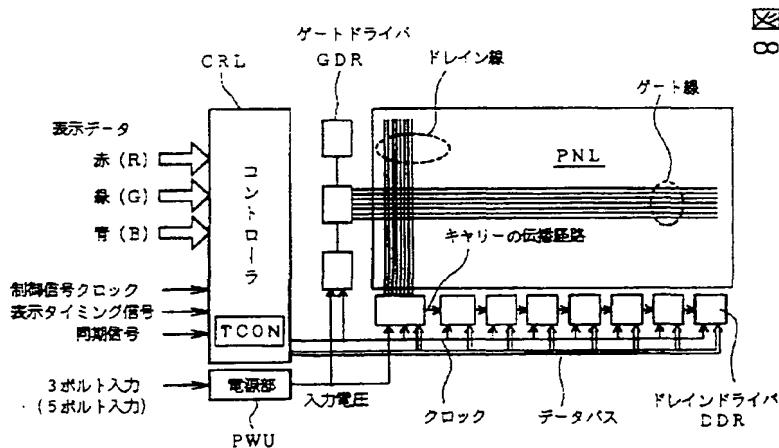 図
8
ゲートドライバ
GDR
ドレイン線
CRL
ゲート線
表示データ
赤 (R)
緑 (G)
青 (B)
コントローラ
PNL
キャリーの伝播経路
制御信号クロック
表示タイミング信号
同期信号
TCON
3ボルト入力
(5ボルト入力)
電源部
入力電圧
クロック
データバス
ドレインドライバ
DDR
PWU